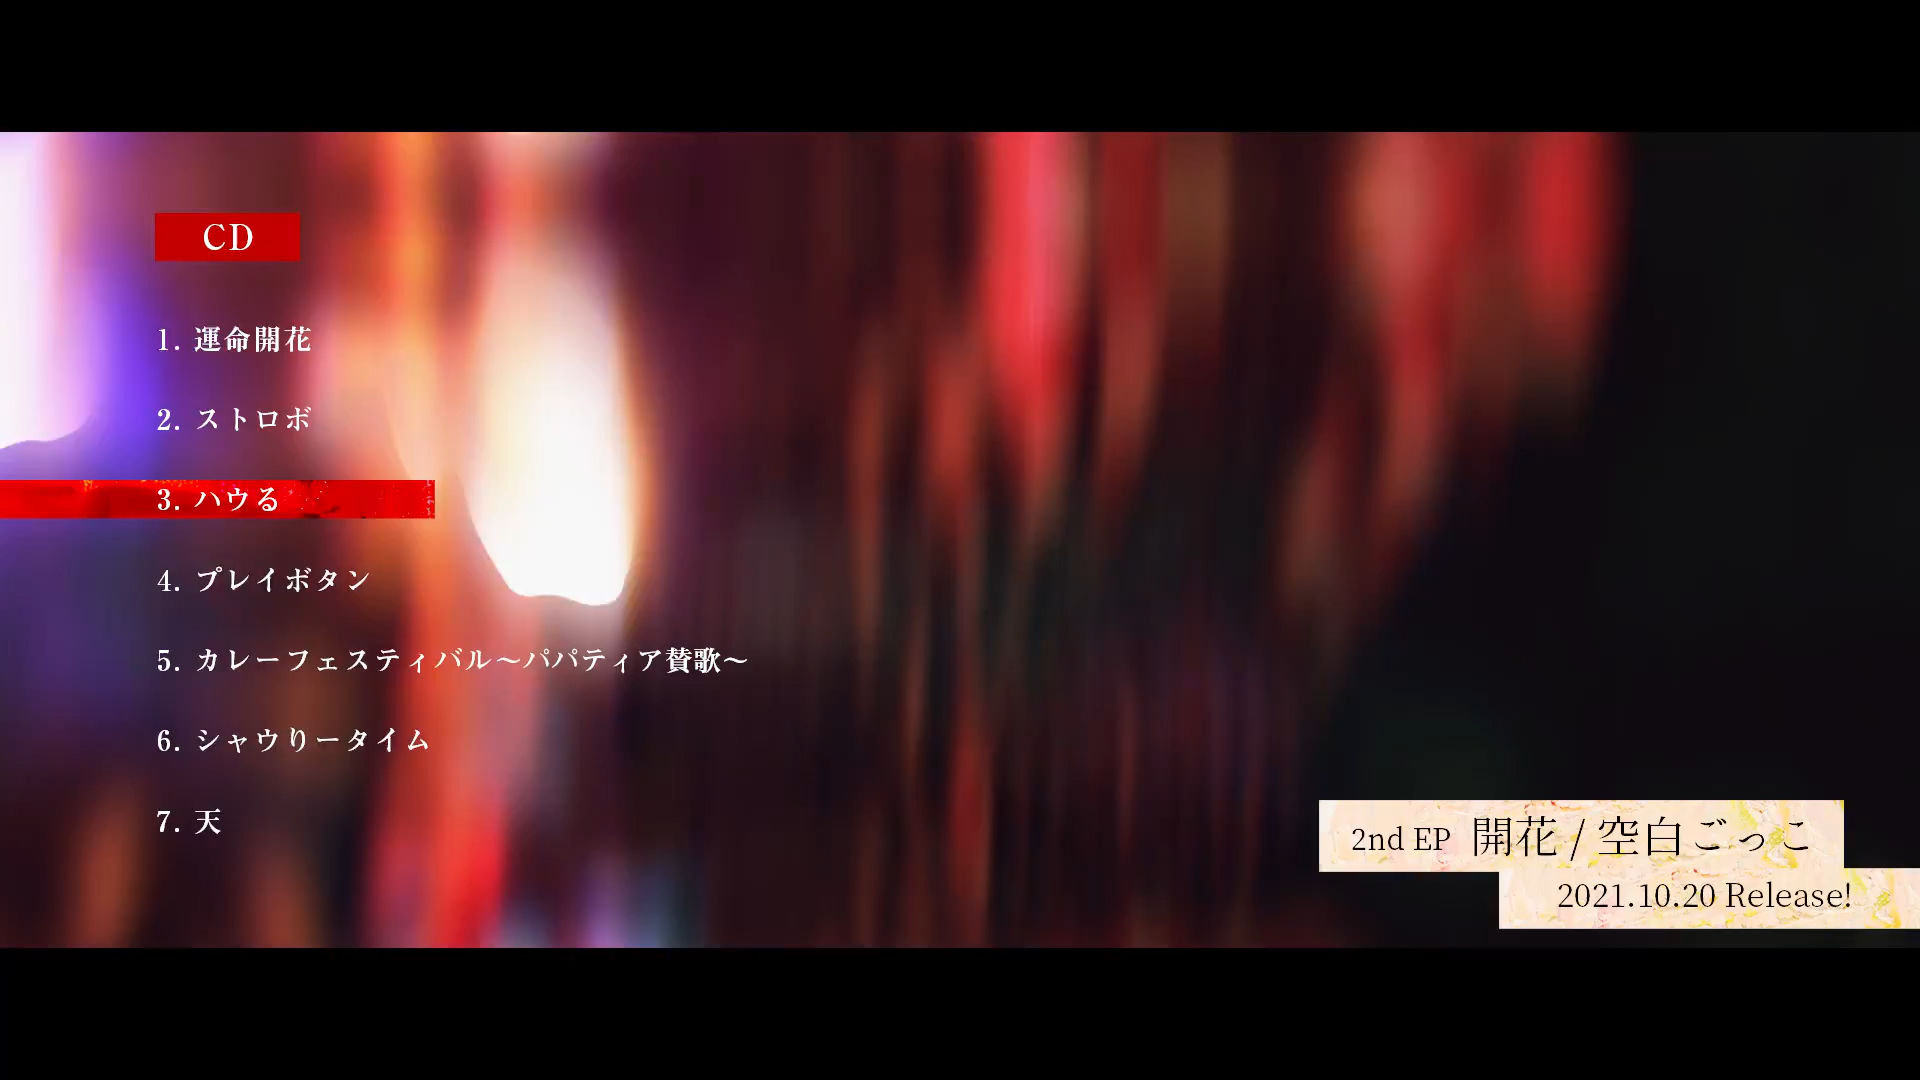 CD
1. 運命開花
2. ストロボ
3. ハウる
4. プレイボタン
5. カレーフェスティバル～パパティア賛歌～
6. シャウりータイム
7. 天
2nd EP 開花 / 空白ごっこ
2021.10.20 Release!